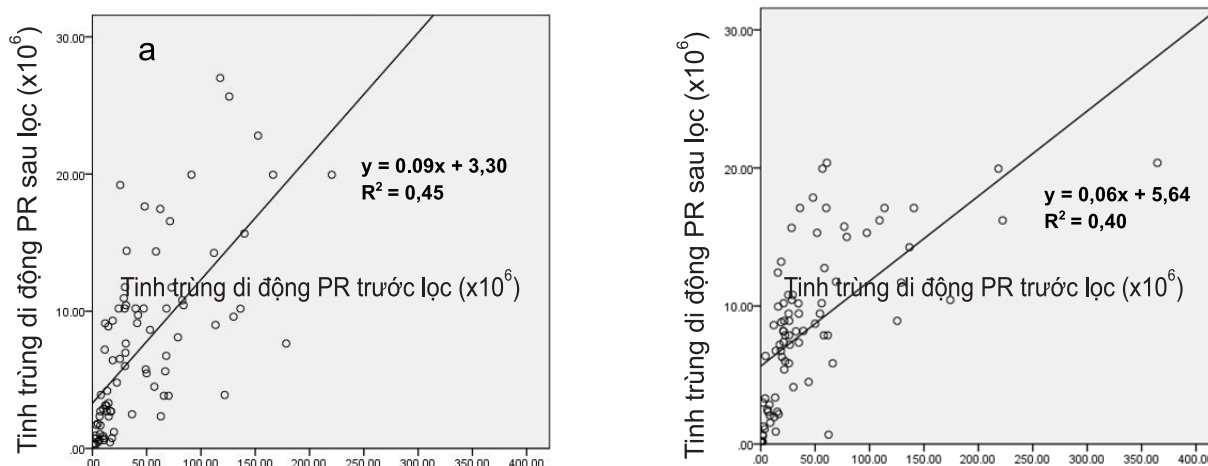 Tinh trùng di động PR sau lọc (x10⁶)
30.00
20.00
10.00
.00
a
y = 0.09x + 3,30
R² = 0,45
Tinh trùng di động PR trước lọc (x10⁶)
.00 50.00 100.00 150.00 200.00 250.00 300.00 350.00 400.00
Tinh trùng di động PR sau lọc (x10⁶)
30.00
20.00
10.00
.00
y = 0,06x + 5,64
R² = 0,40
Tinh trùng di động PR trước lọc (x10⁶)
.00 50.00 100.00 150.00 200.00 250.00 300.00 350.00 400.0